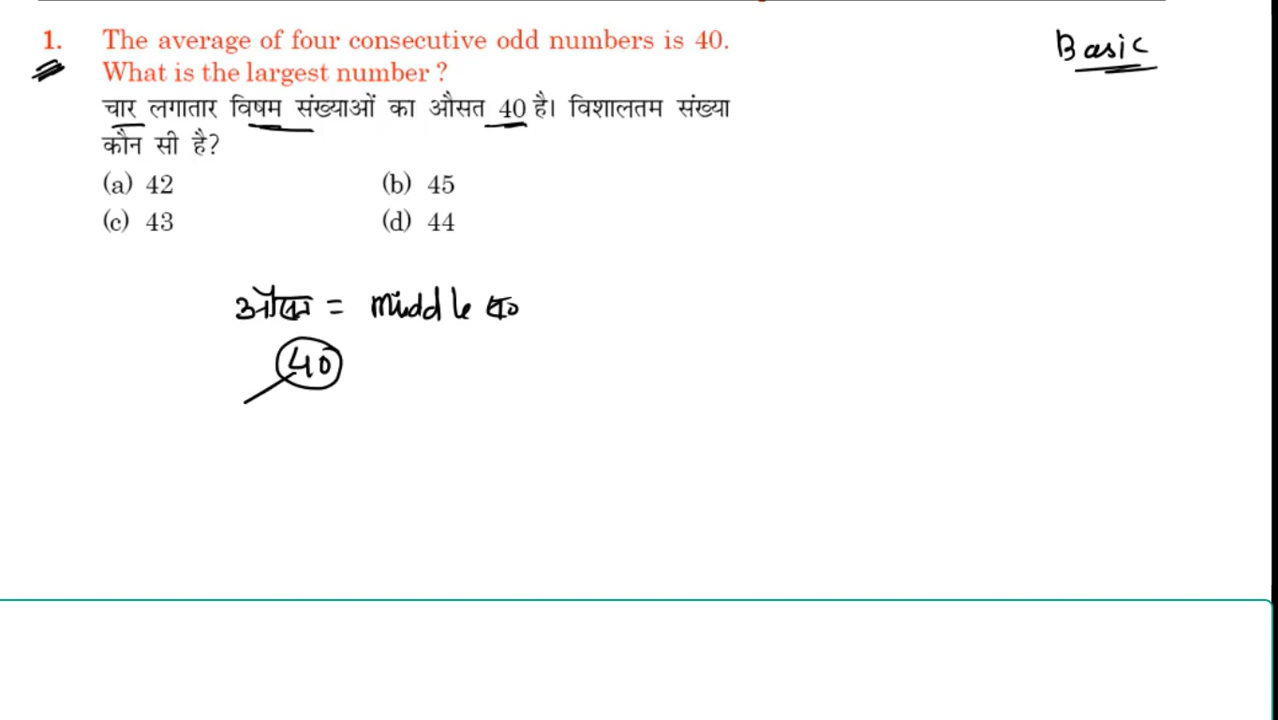 1. The average of four consecutive odd numbers is 40.
What is the largest number ?
चार लगातार विषम संख्याओं का औसत 40 है। विशालतम संख्या
कौन सी है?
(a) 42 (b) 45
(c) 43 (d) 44
Basic
= middle
40